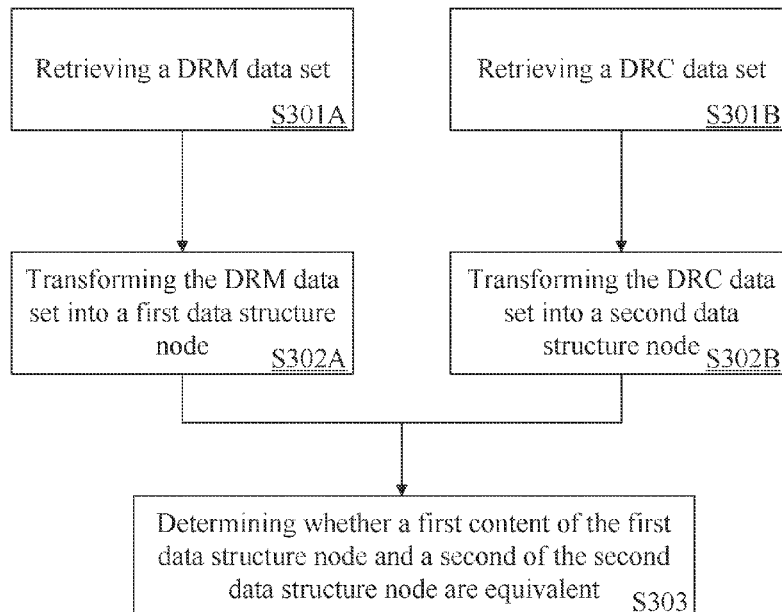 Retrieving a DRM data set
S301A
Retrieving a DRC data set
S301B
Transforming the DRM data
set into a first data structure
node
S302A
Transforming the DRC data
set into a second data
structure node
S302B
Determining whether a first content of the first
data structure node and a second of the second
data structure node are equivalent
S303